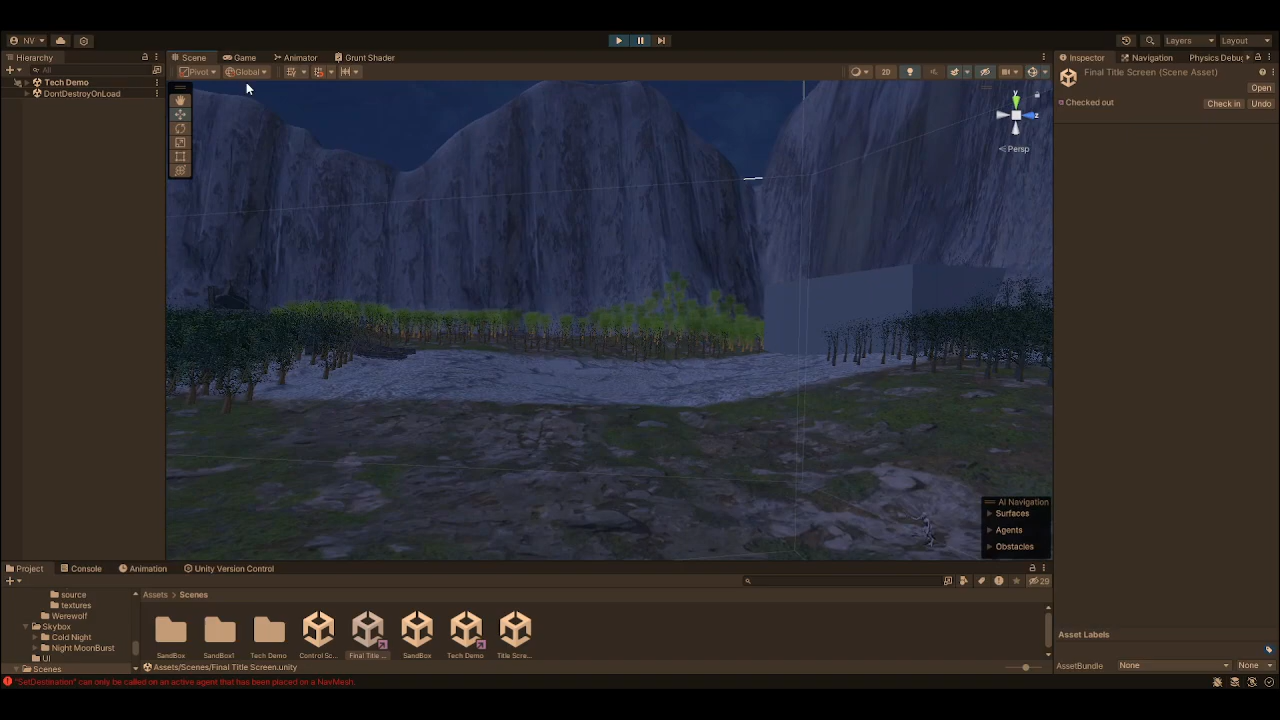 NV
Layers
Layout
Hierarchy
Scene
Game
Animator
Grunt Shader
Inspector
Navigation
Physics Debug
All
Pivot
Global
2D
Final Title Screen (Scene Asset)
Open
Tech Demo
DontDestroyOnLoad
Checked out
Check in
Undo
y
z
Persp
AI Navigation
Surfaces
Agents
Obstacles
Project
Console
Animation
Unity Version Control
29
source
textures
Werewolf
Skybox
Cold Night
Night MoonBurst
UI
Scenes
Assets > Scenes
SandBox
SandBox1
Tech Demo
Control Sc...
Final Title ...
SandBox
Tech Demo
Title Scre...
Assets/Scenes/Final Title Screen.unity
Asset Labels
AssetBundle
None
None
"SetDestination" can only be called on an active agent that has been placed on a NavMesh.